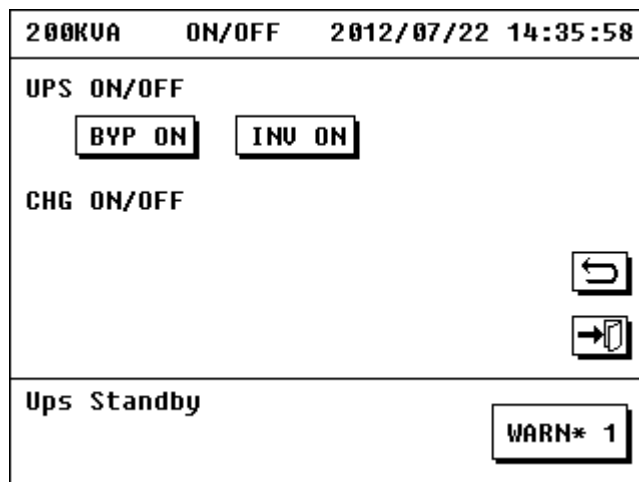 200KVA ON/OFF 2012/07/22 14:35:58
UPS ON/OFF
BYP ON INV ON
CHG ON/OFF
Ups Standby
WARN* 1